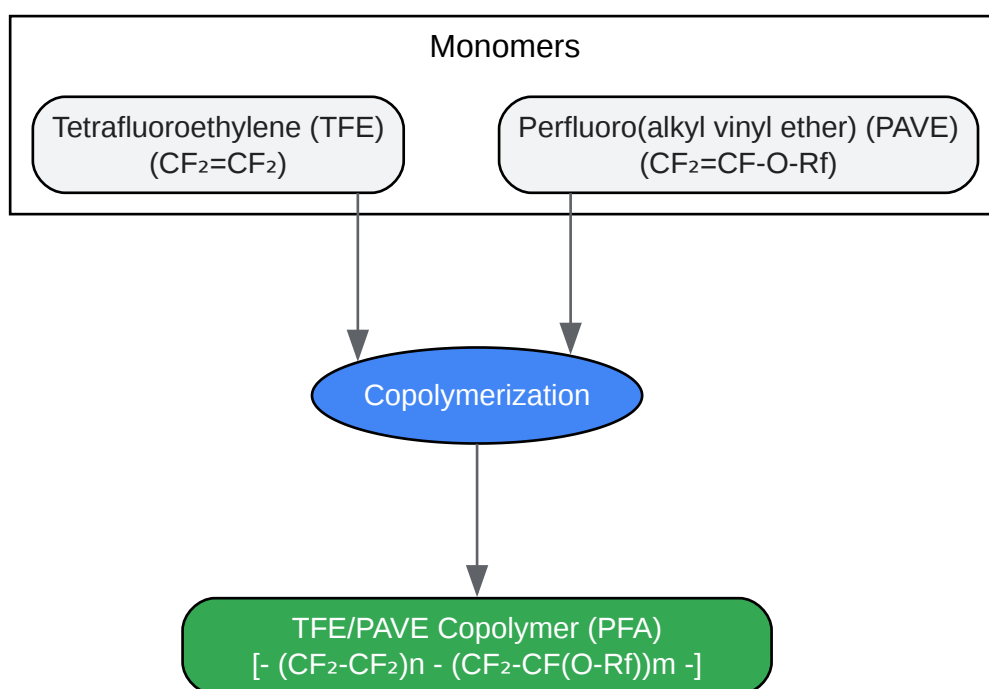 Monomers
Tetrafluoroethylene (TFE)
(CF₂=CF₂)
Perfluoro(alkyl vinyl ether) (PAVE)
(CF₂=CF-O-Rf)
Copolymerization
TFE/PAVE Copolymer (PFA)
[- (CF₂-CF₂)n - (CF₂-CF(O-Rf))m -]